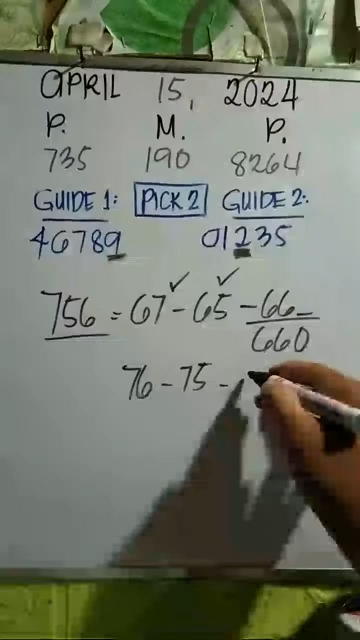 APRIL 15, 2024
P. M. P.
735 190 8264
GUIDE 1: PICK 2 GUIDE 2:
46789 01235
756 = 67 - 65 - 66
660
76 - 75 -